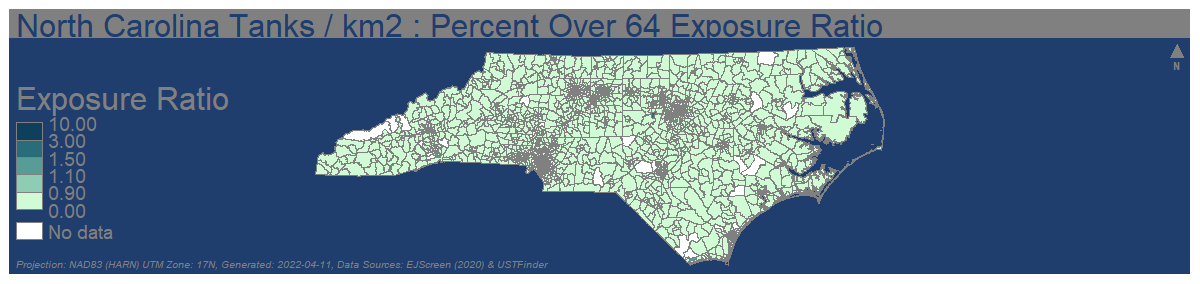 North Carolina Tanks / km2 : Percent Over 64 Exposure Ratio
N
Exposure Ratio
10.00
3.00
1.50
1.10
0.90
0.00
No data
Projection: NAD83 (HARN) UTM Zone: 17N, Generated: 2022-04-11, Data Sources: EJScreen (2020) & USTFinder